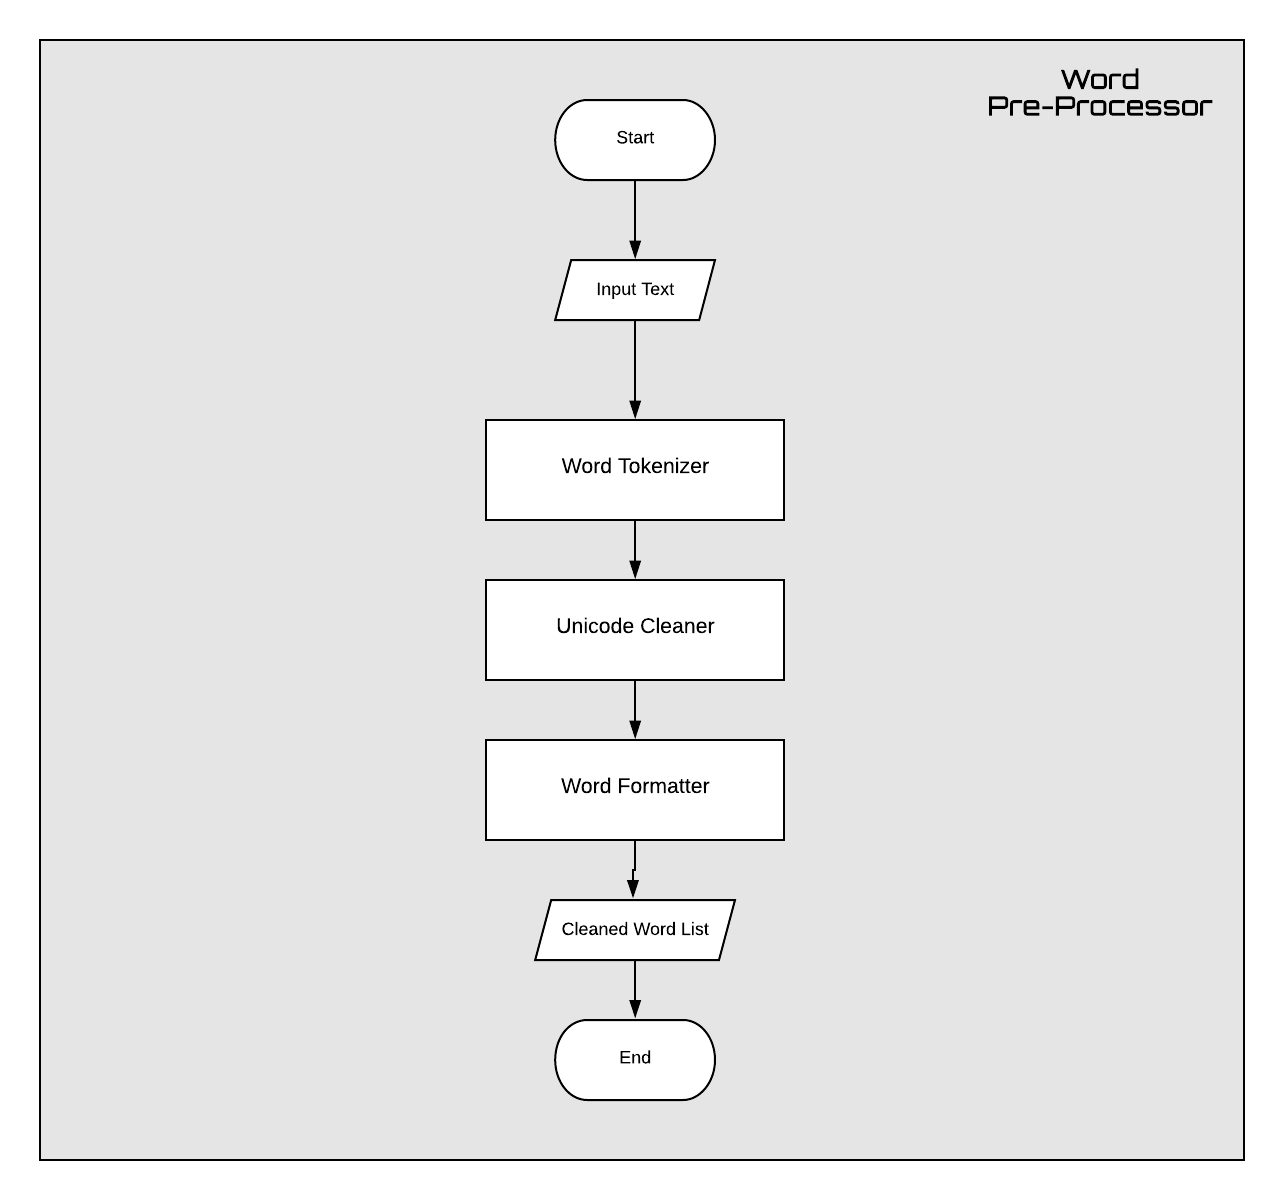 Word
Pre-Processor
Start
Input Text
Word Tokenizer
Unicode Cleaner
Word Formatter
Cleaned Word List
End